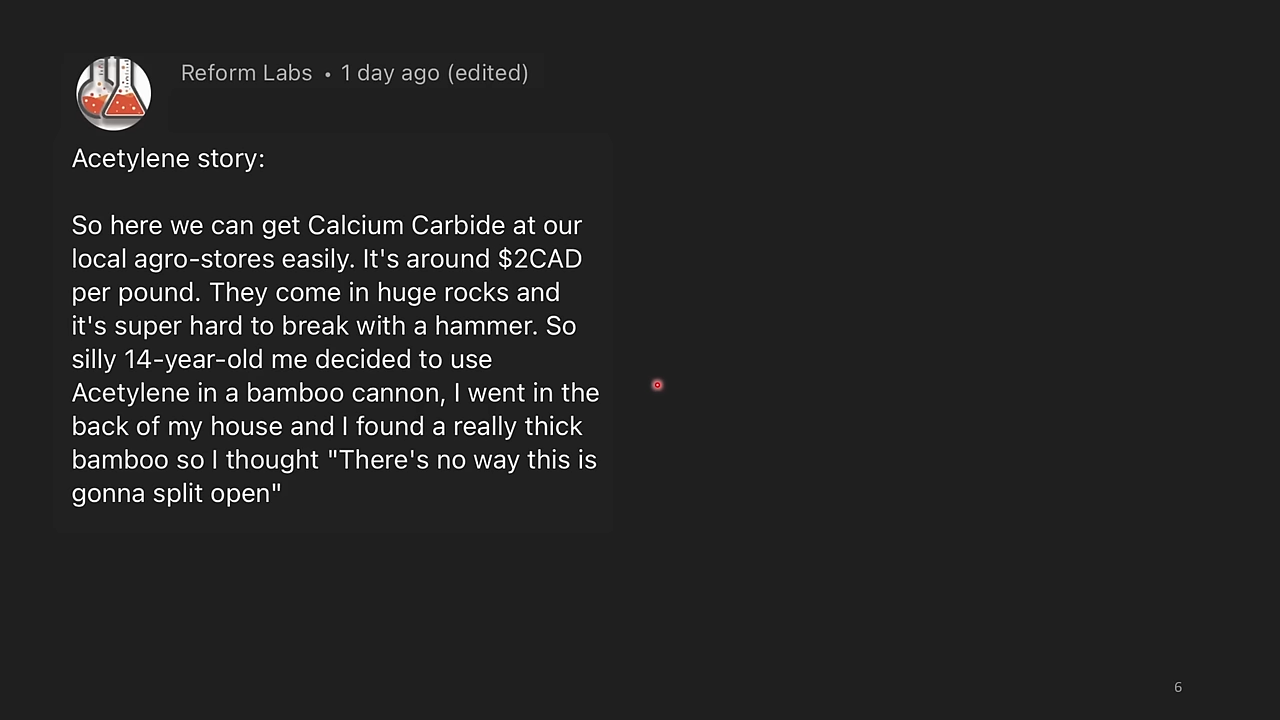 Reform Labs • 1 day ago (edited)
Acetylene story:
So here we can get Calcium Carbide at our
local agro-stores easily. It's around $2CAD
per pound. They come in huge rocks and
it's super hard to break with a hammer. So
silly 14-year-old me decided to use
Acetylene in a bamboo cannon, I went in the
back of my house and I found a really thick
bamboo so I thought "There's no way this is
gonna split open"
6